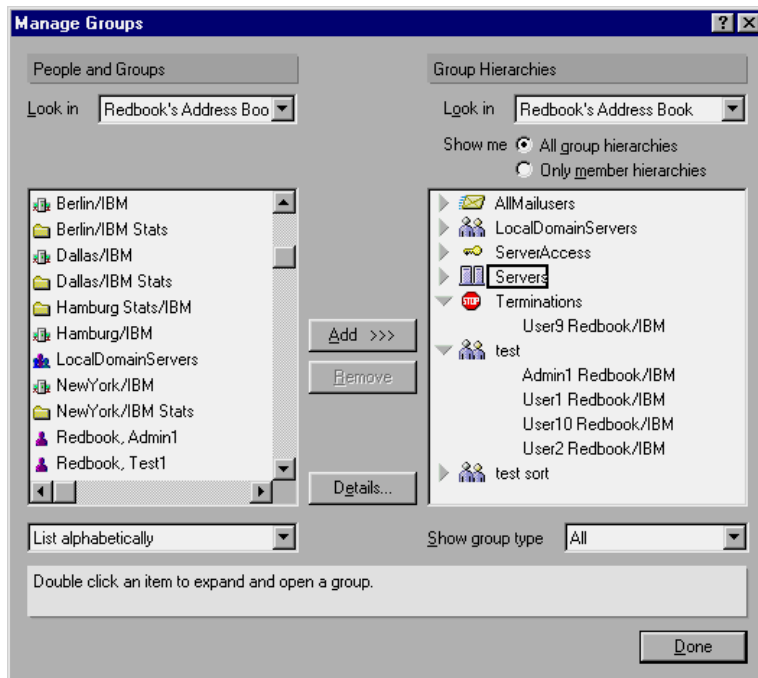 Manage Groups
People and Groups
Look in
Redbook's Address Boo
Berlin/IBM
Berlin/IBM Stats
Dallas/IBM
Dallas/IBM Stats
Hamburg Stats/IBM
Hamburg/IBM
LocalDomainServers
NewYork/IBM
NewYork/IBM Stats
Redbook, Admin1
Redbook, Test1
List alphabetically
Add >>>
Remove
Details...
Group Hierarchies
Look in
Redbook's Address Book
Show me
All group hierarchies
Only member hierarchies
AllMailusers
LocalDomainServers
ServerAccess
Servers
STOP
Terminations
User9 Redbook/IBM
test
Admin1 Redbook/IBM
User1 Redbook/IBM
User10 Redbook/IBM
User2 Redbook/IBM
test sort
Show group type
All
Double click an item to expand and open a group.
Done